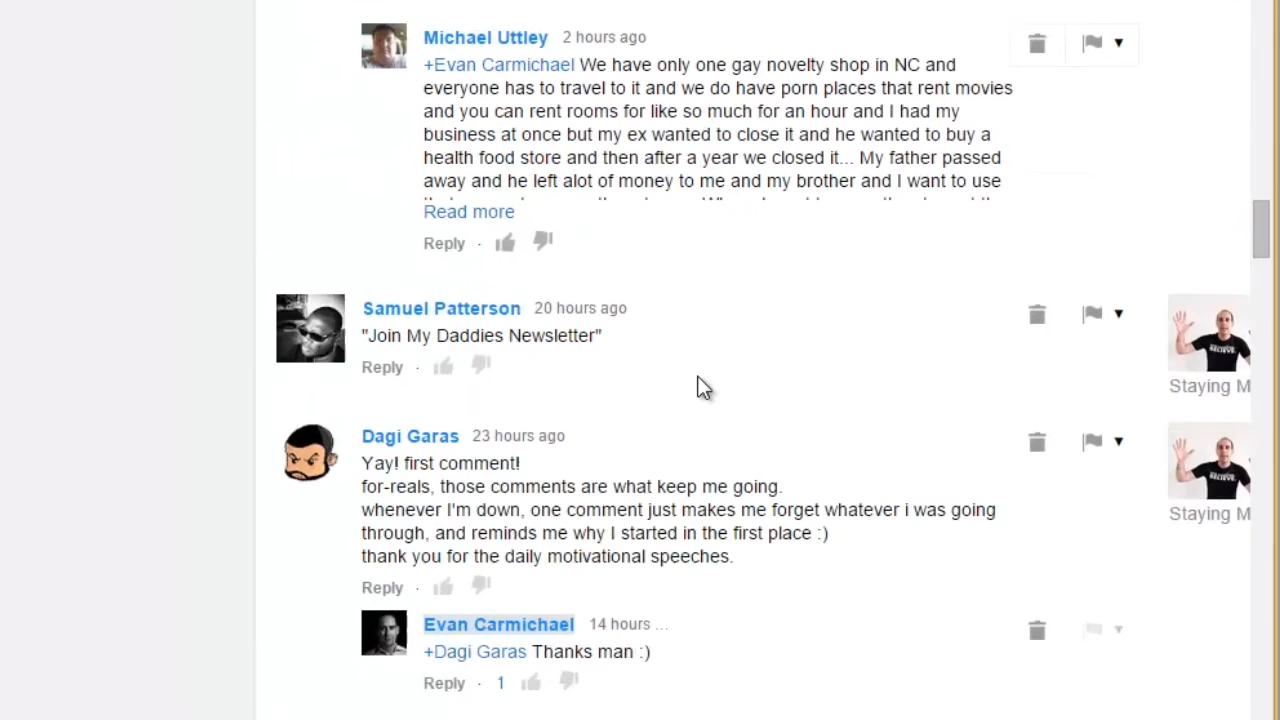 Michael Uttley 2 hours ago
+Evan Carmichael We have only one gay novelty shop in NC and
everyone has to travel to it and we do have porn places that rent movies
and you can rent rooms for like so much for an hour and I had my
business at once but my ex wanted to close it and he wanted to buy a
health food store and then after a year we closed it... My father passed
away and he left alot of money to me and my brother and I want to use
Read more
Reply ·
Samuel Patterson 20 hours ago
"Join My Daddies Newsletter"
Reply ·
Staying M
Dagi Garas 23 hours ago
Yay! first comment!
for-reals, those comments are what keep me going.
whenever I'm down, one comment just makes me forget whatever i was going
through, and reminds me why I started in the first place :)
thank you for the daily motivational speeches.
Reply ·
Staying M
Evan Carmichael 14 hours ...
+Dagi Garas Thanks man :)
Reply · 1